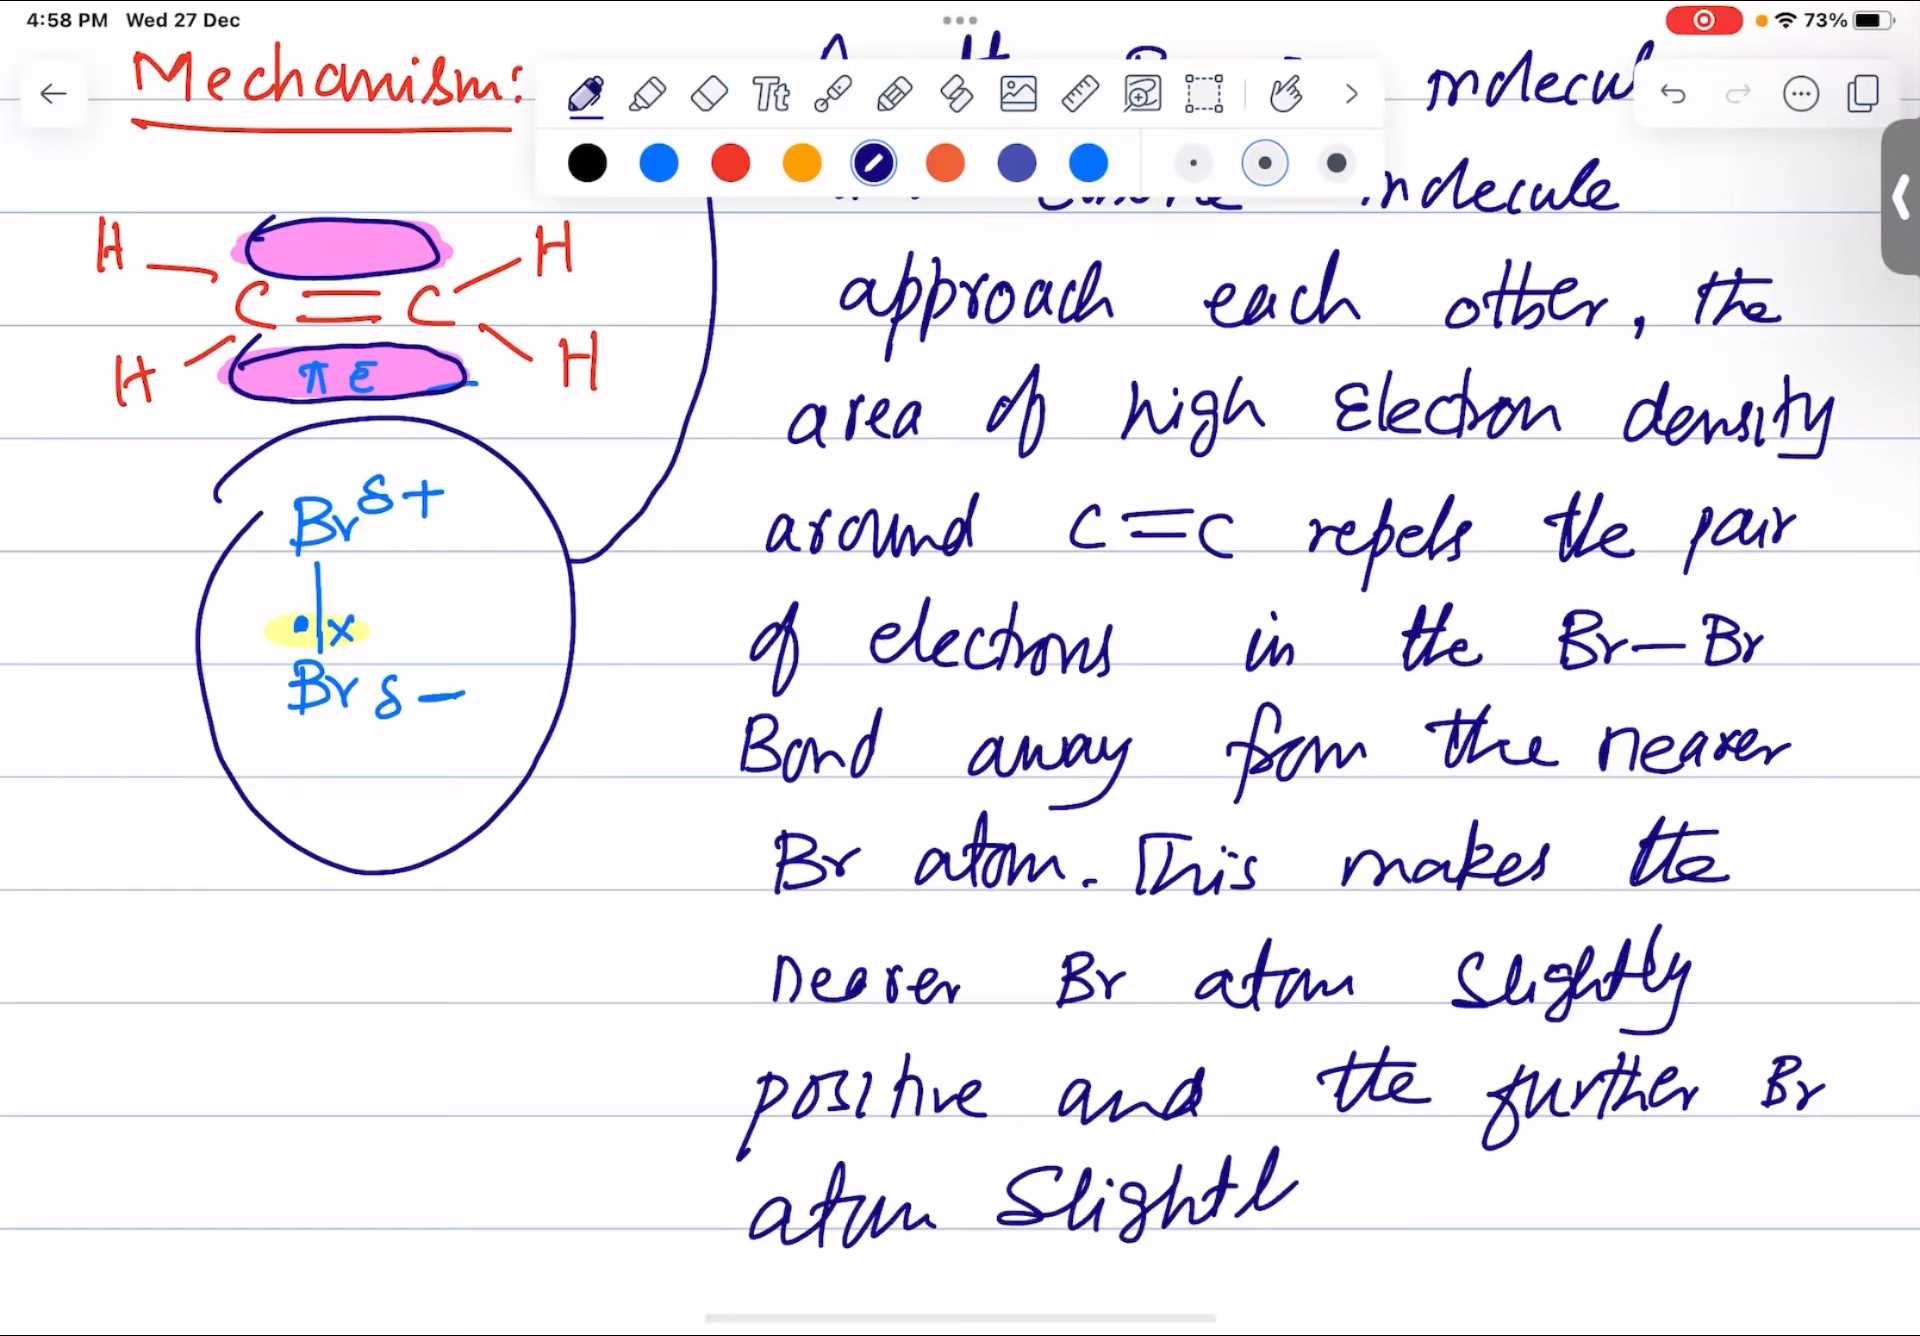 4:58 PM Wed 27 Dec
73%
Mechanism:
Tt
molecul
molecule
H
H
C = C
H
H
π e
approach each other, the
area of high Electron density
around C=C repels the pair
of electrons in the Br-Br
Bond away from the nearer
Br atom. This makes the
nearer Br atom slightly
positive and the further Br
atom slightl
Br δ+
• x
Br δ-